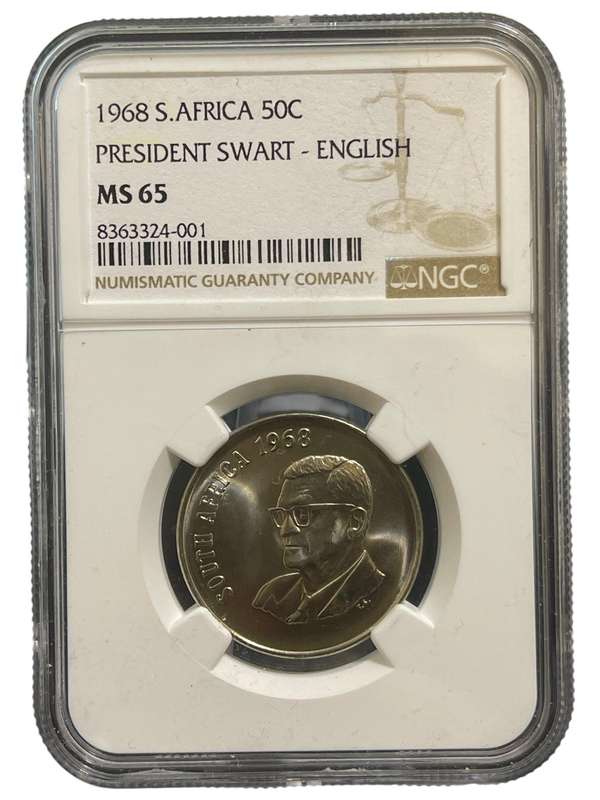 1968 S.AFRICA 50C
PRESIDENT SWART - ENGLISH
MS 65
8363324-001
NUMISMATIC GUARANTY COMPANY
NGC®
SOUTH AFRICA 1968